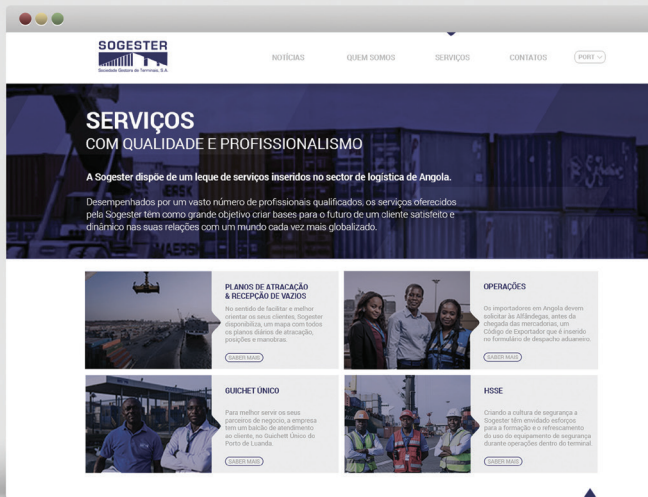 SOGESTER
Sociedade Gestora de Terminais, S.A.
NOTÍCIAS
QUEM SOMOS
SERVIÇOS
CONTATOS
PORT
SERVIÇOS
COM QUALIDADE E PROFISSIONALISMO
A Sogester dispõe de um leque de serviços inseridos no sector de logística de Angola.
Desempenhados por um vasto número de profissionais qualificados, os serviços oferecidos
pela Sogester têm como grande objetivo criar bases para o futuro de um cliente satisfeito e
dinâmico nas suas relações com um mundo cada vez mais globalizado.
MAERSK
PLANOS DE ATRACAÇÃO
& RECEPÇÃO DE VAZIOS
No sentido de facilitar e melhor
orientar os seus clientes, Sogester
disponibiliza, um mapa com todos
os planos diários de atracação,
posições e manobras.
SABER MAIS
OPERAÇÕES
Os importadores em Angola devem
solicitar às Alfândegas, antes da
chegada das mercadorias, um
Código de Exportador que é inserido
no formulário de despacho aduaneiro.
SABER MAIS
GUICHET ÚNICO
Para melhor servir os seus
parceiros de negocio, a empresa
tem um balcão de atendimento
ao cliente, no Guichett Único do
Porto de Luanda.
SABER MAIS
HSSE
Criando a cultura de segurança a
Sogester têm envidado esforços
para a formação e o refrescamento
do uso do equipamento de segurança
durante operações dentro do terminal.
SABER MAIS